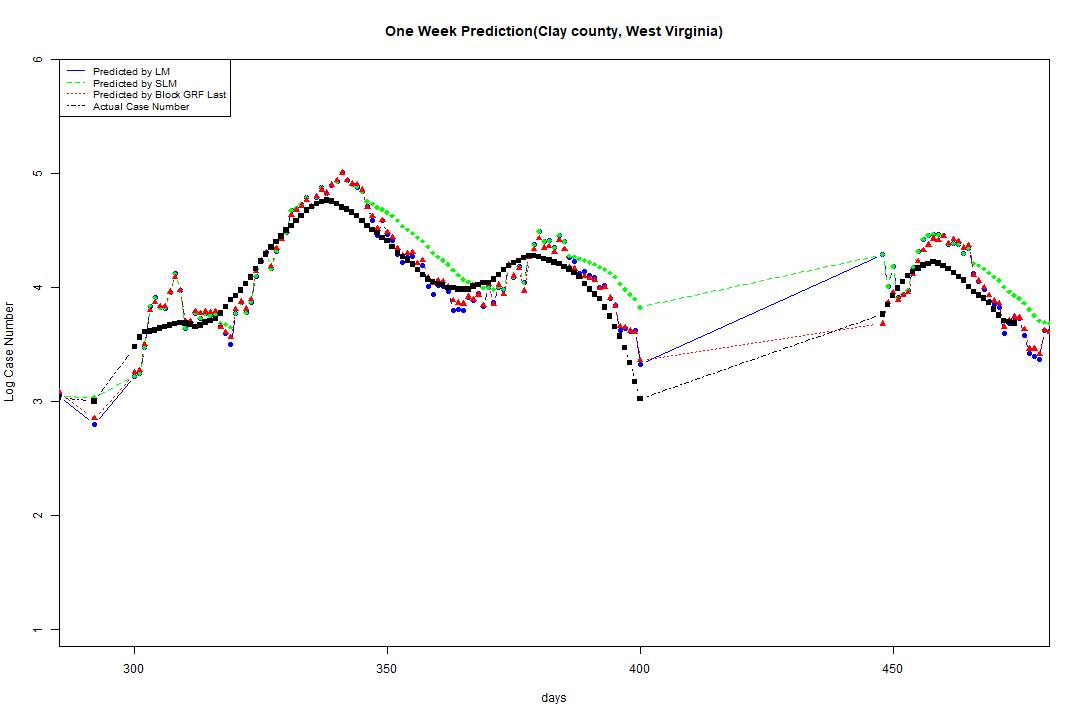 One Week Prediction(Clay county, West Virginia)
Predicted by LM
Predicted by SLM
Predicted by Block GRF Last
Actual Case Number
Log Case Number
6
5
4
3
2
1
300 350 400 450
days